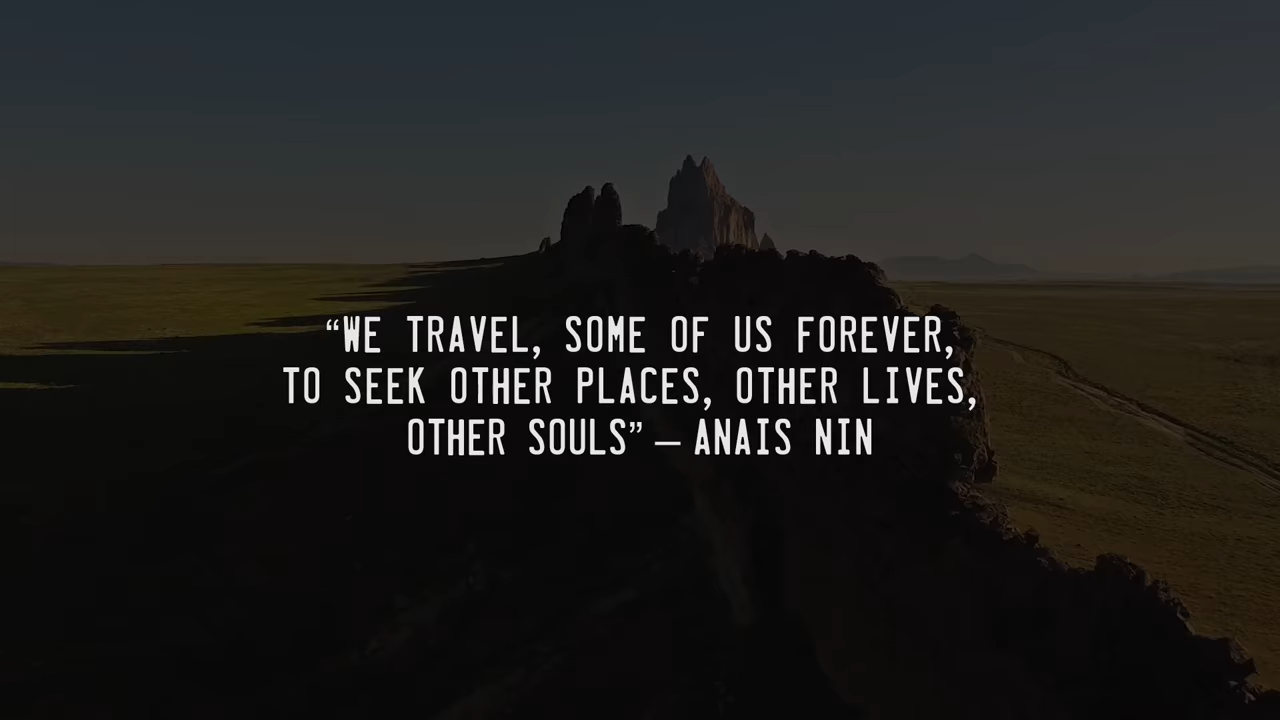 “WE TRAVEL, SOME OF US FOREVER,
TO SEEK OTHER PLACES, OTHER LIVES,
OTHER SOULS” – ANAIS NIN